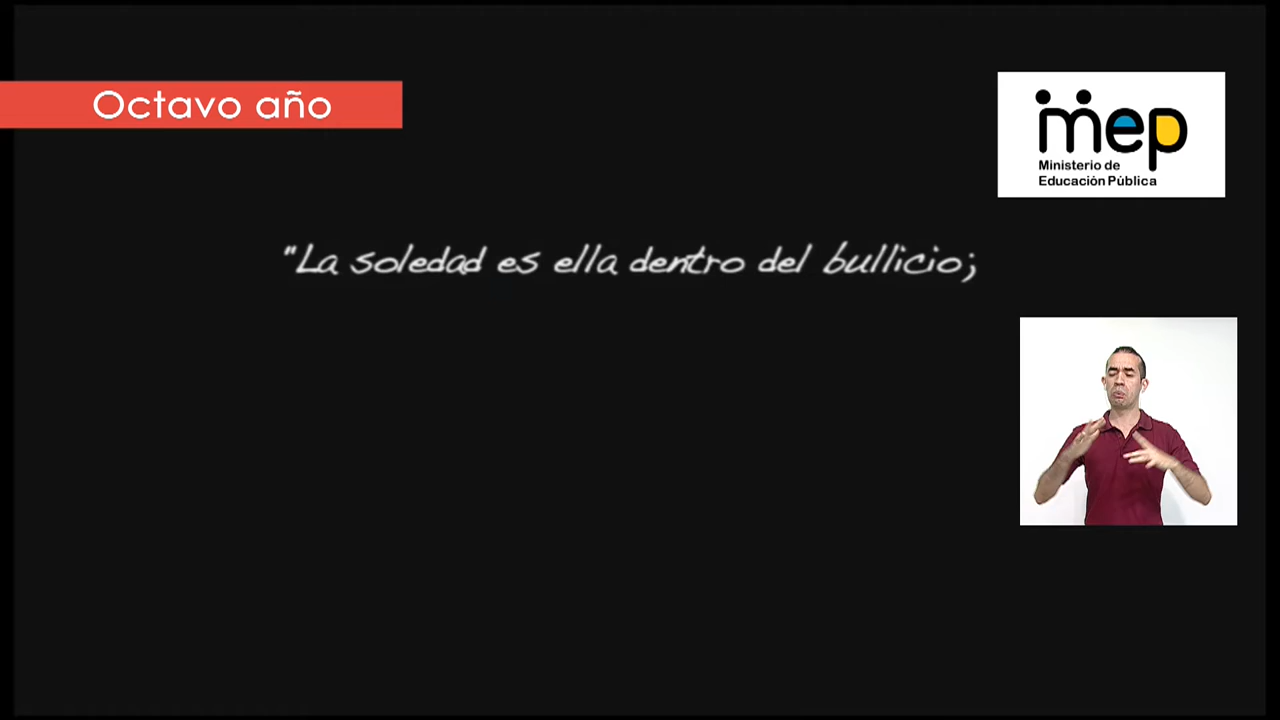 Octavo año
mep
Ministerio de
Educación Pública
"La soledad es ella dentro del bullicio;